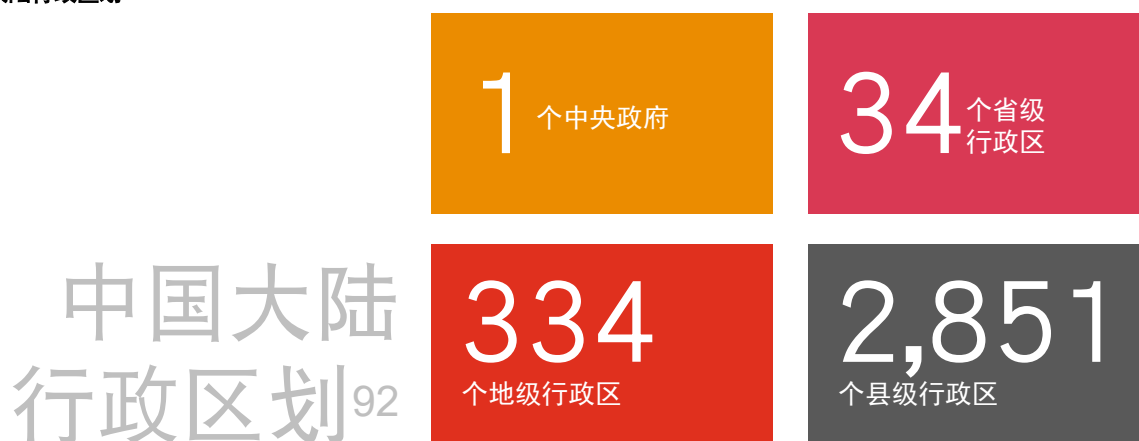 1 个中央政府
34 个省级
行政区
中国大陆
行政区划92
334
个地级行政区
2,851
个县级行政区